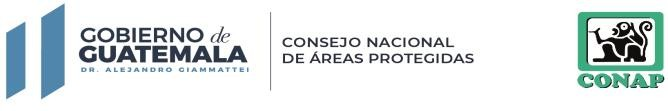 GOBIERNO de
GUATEMALA
DR. ALEJANDRO GIAMMATTEI
CONSEJO NACIONAL
DE ÁREAS PROTEGIDAS
CONAP